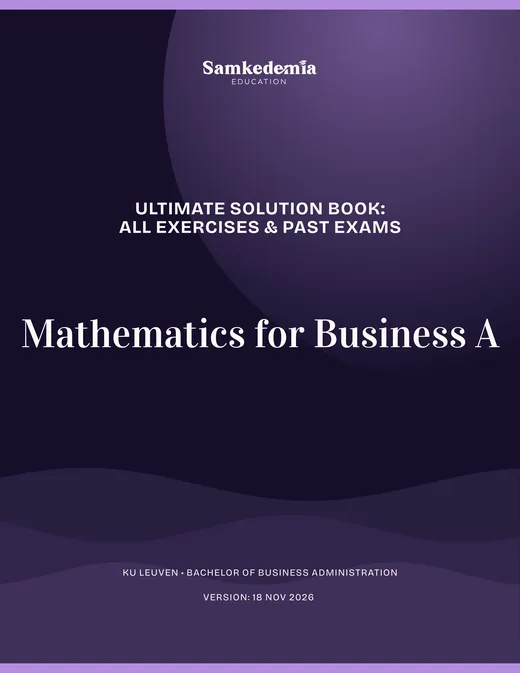 Samkedemia
EDUCATION
ULTIMATE SOLUTION BOOK:
ALL EXERCISES & PAST EXAMS
Mathematics for Business A
KU LEUVEN • BACHELOR OF BUSINESS ADMINISTRATION
VERSION: 18 NOV 2026